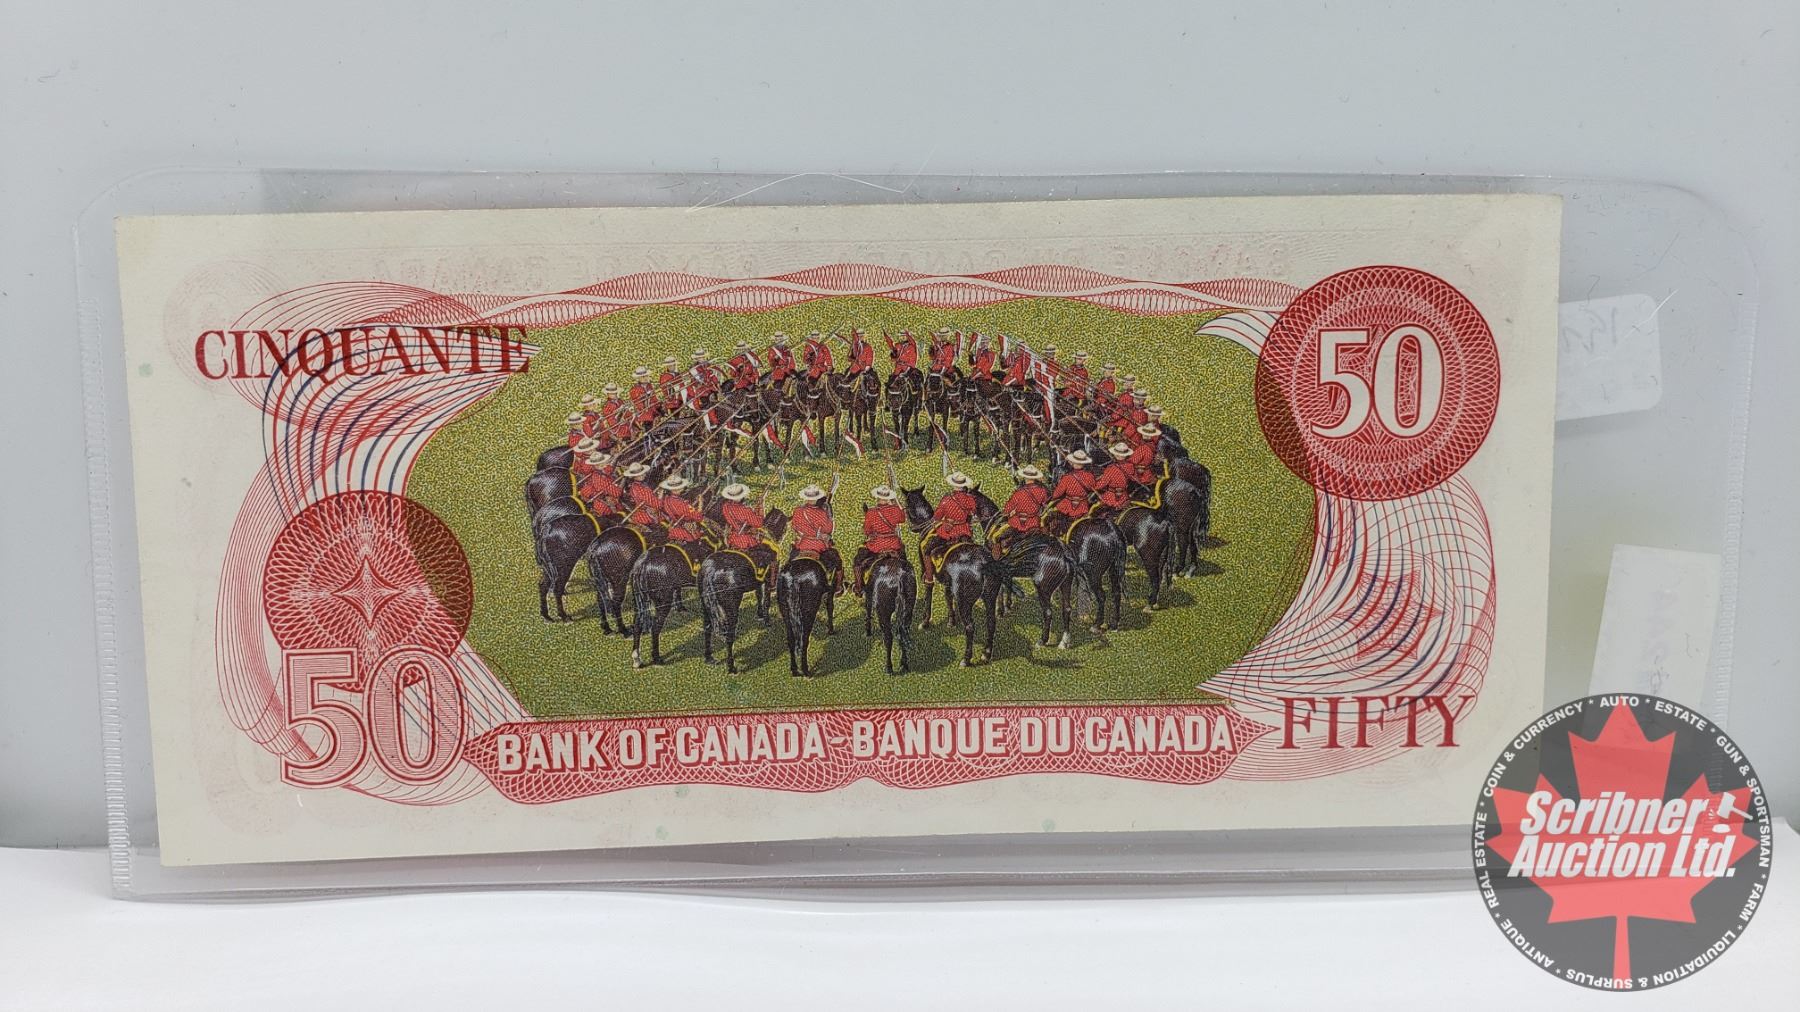 CINQUANTE
50
50
BANK OF CANADA - BANQUE DU CANADA
FIFTY
Scribner
Auction Ltd.
REAL ESTATE * COIN & CURRENCY * AUTO * ESTATE * GUN & SPORTSMAN * FARM * LIQUIDATION & SURPLUS * ANTIQUE *